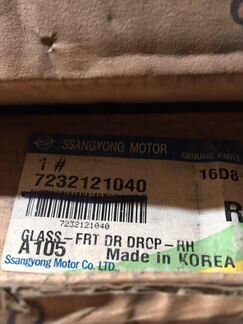 SSANGYONG MOTOR
GENUINE PARTS
i #
16D8-
7232121040
R
7232121040
GLASS-FRT DR DROP-RH
A105 Made in KOREA
Ssangyong Motor Co. LTD.